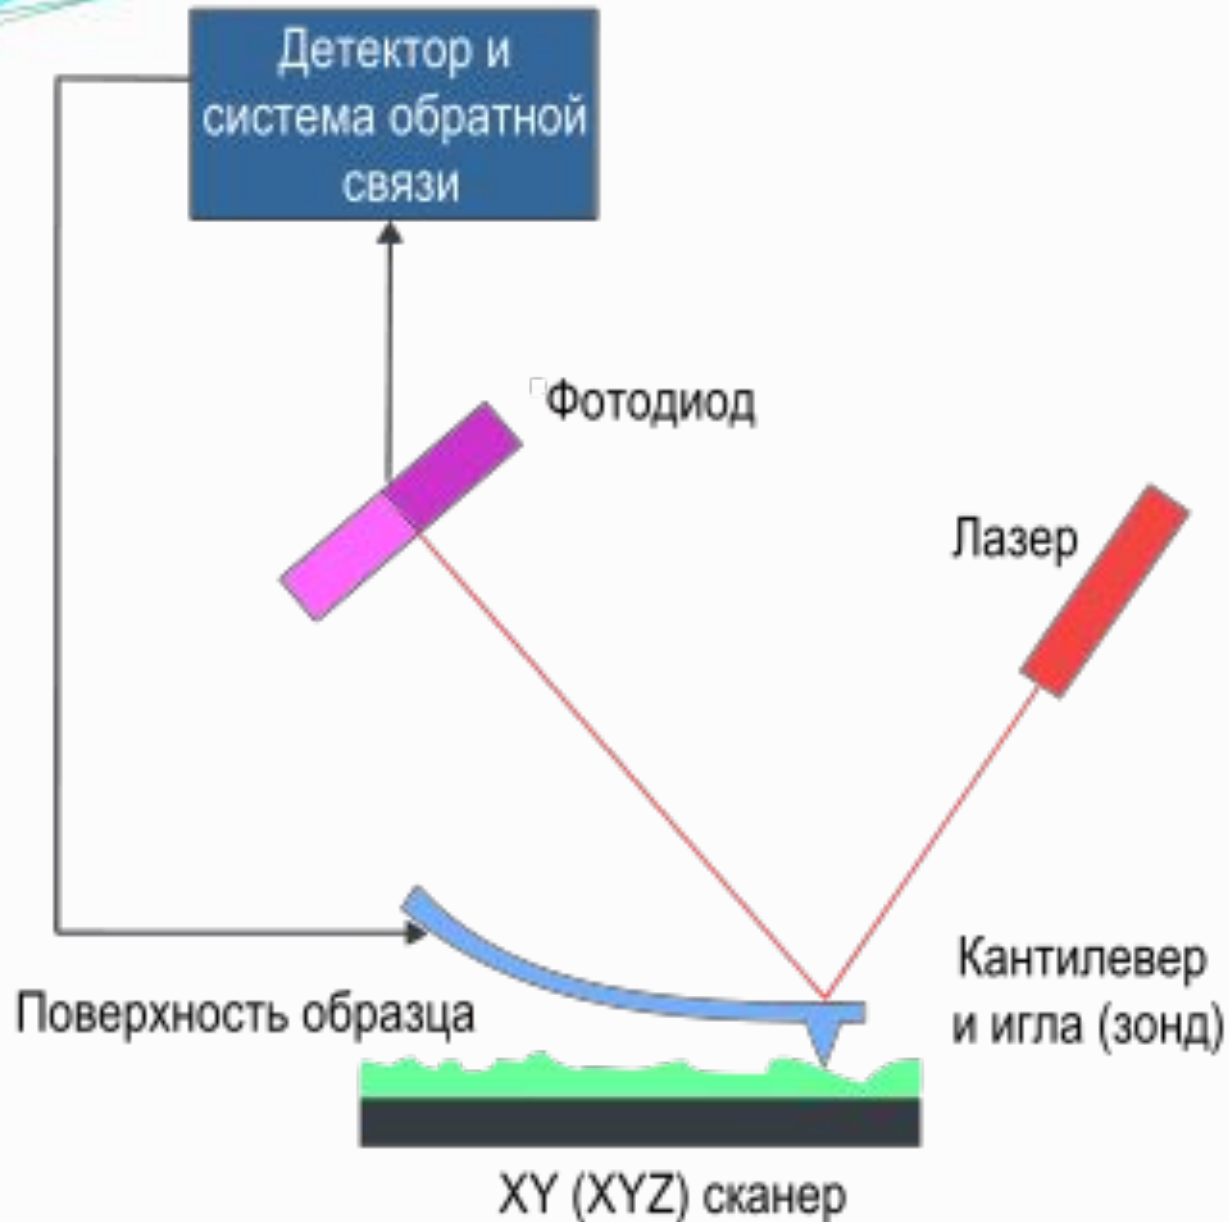 Детектор и
система обратной
связи
Фотодиод
Лазер
Кантилевер
и игла (зонд)
Поверхность образца
XY (XYZ) сканер